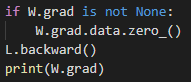 if W.grad is not None:
    W.grad.data.zero_()
L.backward()
print(W.grad)